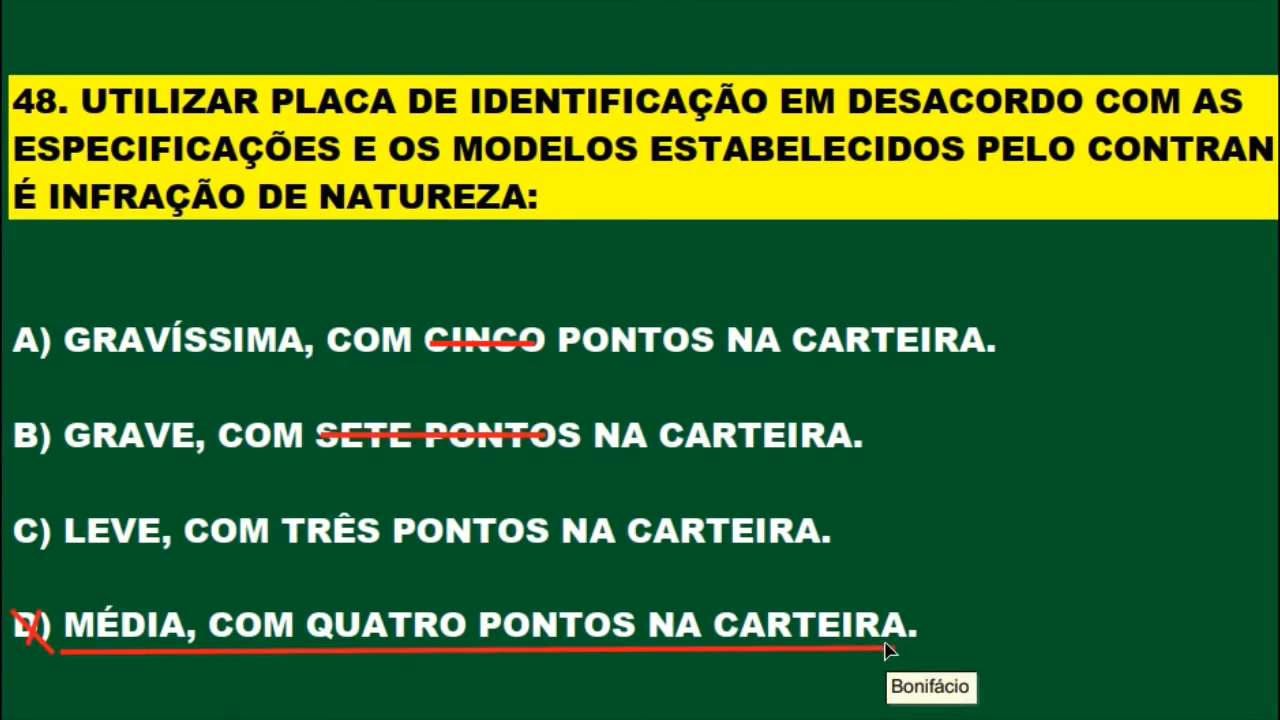 48. UTILIZAR PLACA DE IDENTIFICAÇÃO EM DESACORDO COM AS
ESPECIFICAÇÕES E OS MODELOS ESTABELECIDOS PELO CONTRAN
É INFRAÇÃO DE NATUREZA:
A) GRAVÍSSIMA, COM CINCO PONTOS NA CARTEIRA.
B) GRAVE, COM SETE PONTOS NA CARTEIRA.
C) LEVE, COM TRÊS PONTOS NA CARTEIRA.
D) MÉDIA, COM QUATRO PONTOS NA CARTEIRA.
Bonifácio